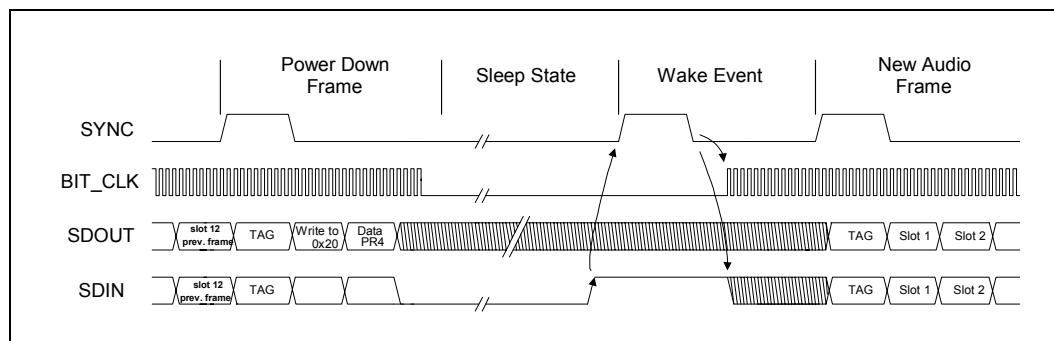 Power Down
Frame
Sleep State
Wake Event
New Audio
Frame
SYNC
BIT_CLK
SDOUT
slot 12
prev. frame
TAG
Write to
0x20
Data
PR4
TAG
Slot 1
Slot 2
SDIN
slot 12
prev. frame
TAG
TAG
Slot 1
Slot 2